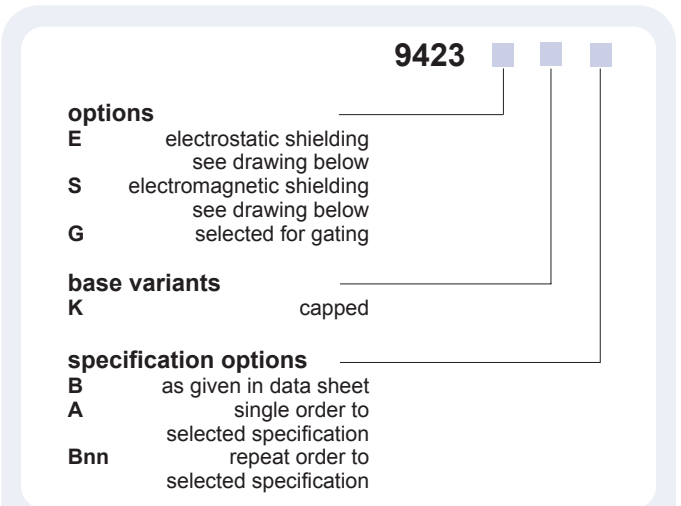 9423
options
E electrostatic shielding
see drawing below
S electromagnetic shielding
see drawing below
G selected for gating
base variants
K capped
specification options
B as given in data sheet
A single order to
selected specification
Bnn repeat order to
selected specification